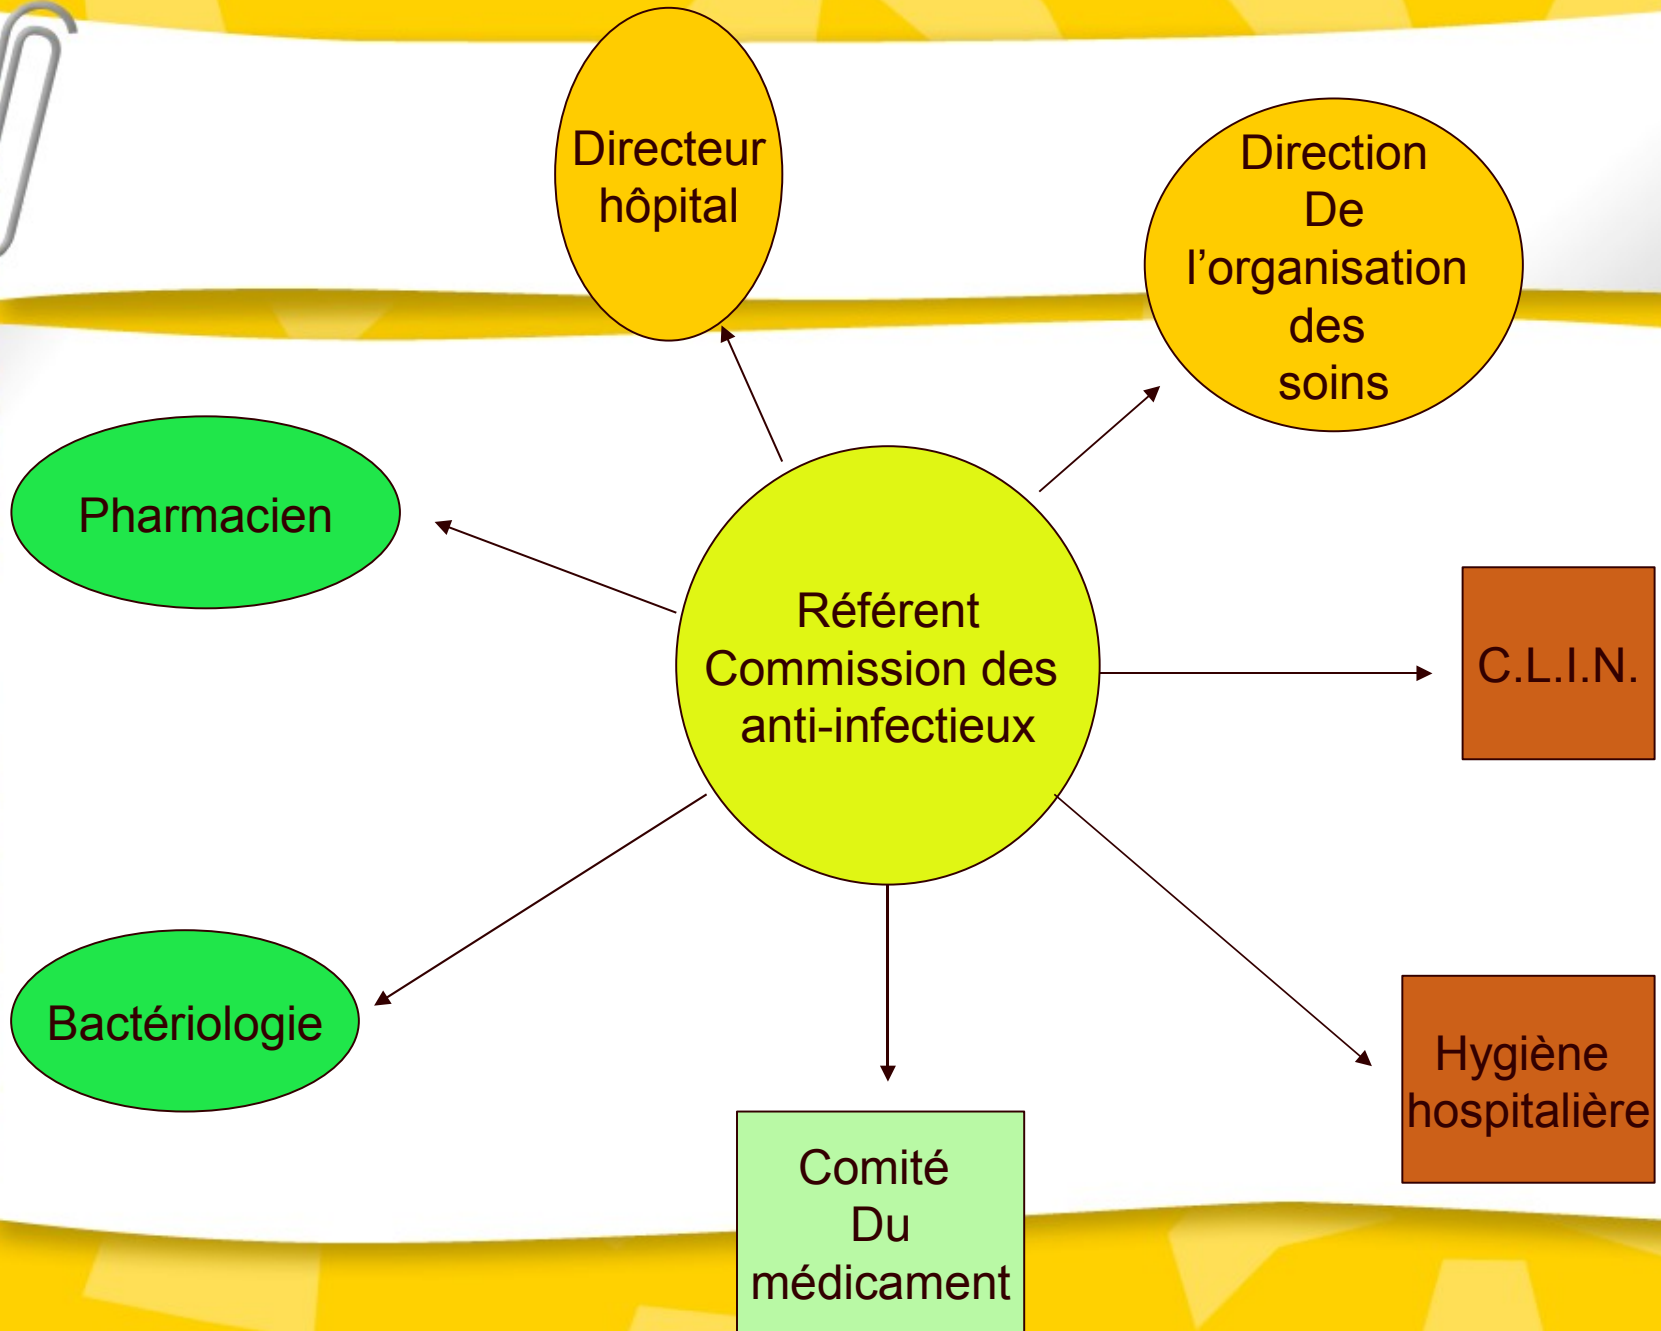 Directeur
hôpital
Direction
De
l’organisation
des
soins
Pharmacien
Référent
Commission des
anti-infectieux
C.L.I.N.
Bactériologie
Hygiène
hospitalière
Comité
Du
médicament